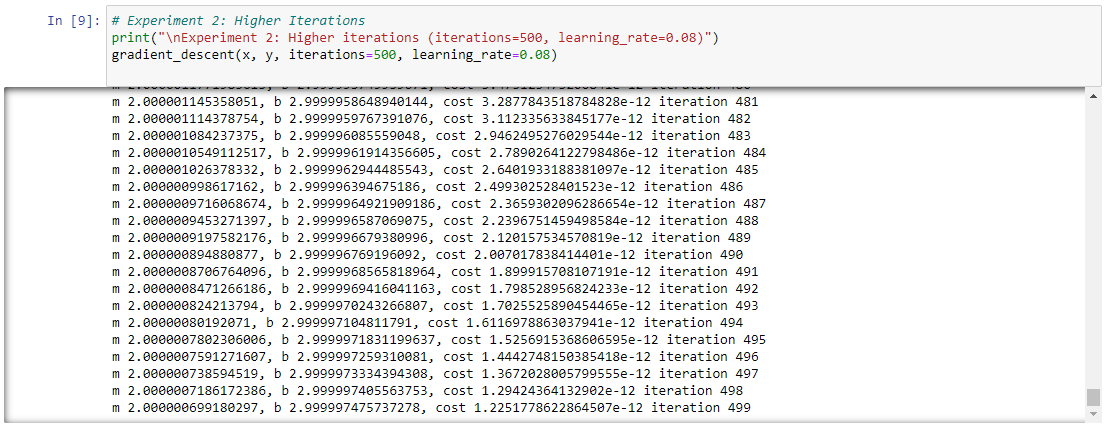 In [9]: # Experiment 2: Higher Iterations
print("\nExperiment 2: Higher iterations (iterations=500, learning_rate=0.08)")
gradient_descent(x, y, iterations=500, learning_rate=0.08)
m 2.000001145358051, b 2.9999958648940144, cost 3.2877843518784828e-12 iteration 481
m 2.000001114378754, b 2.9999959767391076, cost 3.112335633845177e-12 iteration 482
m 2.000001084237375, b 2.999996085559048, cost 2.9462495276029544e-12 iteration 483
m 2.0000010549112517, b 2.9999961914356605, cost 2.7890264122798486e-12 iteration 484
m 2.000001026378332, b 2.9999962944485543, cost 2.6401933188381097e-12 iteration 485
m 2.000000998617162, b 2.999996394675186, cost 2.499302528401523e-12 iteration 486
m 2.0000009716068674, b 2.9999964921909186, cost 2.3659302096286654e-12 iteration 487
m 2.0000009453271397, b 2.999996587069075, cost 2.2396751459498584e-12 iteration 488
m 2.0000009197582176, b 2.999996679380996, cost 2.120157534570819e-12 iteration 489
m 2.000000894880877, b 2.999996769196092, cost 2.007017838414401e-12 iteration 490
m 2.0000008706764096, b 2.9999968565818964, cost 1.899915708107191e-12 iteration 491
m 2.0000008471266186, b 2.9999969416041163, cost 1.798528956824233e-12 iteration 492
m 2.000000824213794, b 2.9999970243266807, cost 1.7025525890454465e-12 iteration 493
m 2.00000080192071, b 2.999997104811791, cost 1.6116978863037941e-12 iteration 494
m 2.0000007802306006, b 2.9999971831199637, cost 1.5256915368606595e-12 iteration 495
m 2.0000007591271607, b 2.999997259310081, cost 1.4442748150385418e-12 iteration 496
m 2.000000738594519, b 2.9999973334394308, cost 1.3672028005799555e-12 iteration 497
m 2.0000007186172386, b 2.999997405563753, cost 1.29424364132902e-12 iteration 498
m 2.000000699180297, b 2.999997475737278, cost 1.2251778622864507e-12 iteration 499